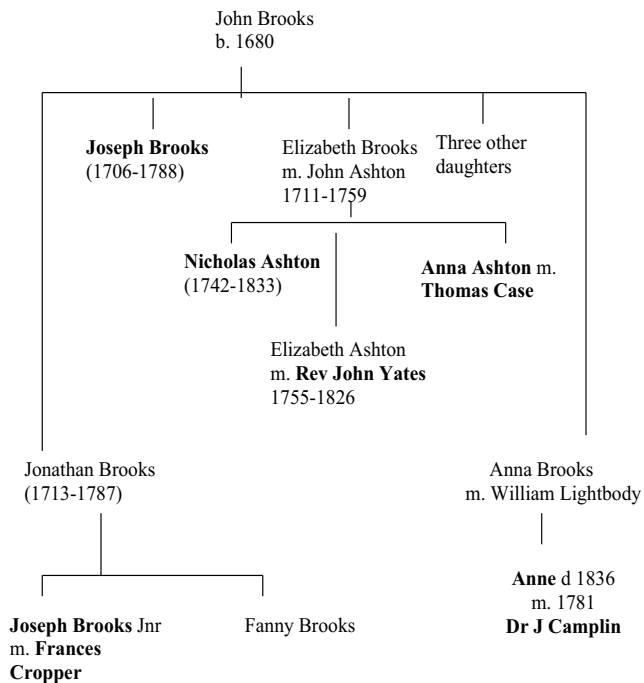 John Brooks
b. 1680
Joseph Brooks
(1706-1788)
Elizabeth Brooks
m. John Ashton
1711-1759
Three other
daughters
Nicholas Ashton
(1742-1833)
Anna Ashton m.
Thomas Case
Elizabeth Ashton
m. Rev John Yates
1755-1826
Jonathan Brooks
(1713-1787)
Anna Brooks
m. William Lightbody
Joseph Brooks Jnr
m. Frances
Cropper
Fanny Brooks
Anne d 1836
m. 1781
Dr J Camplin